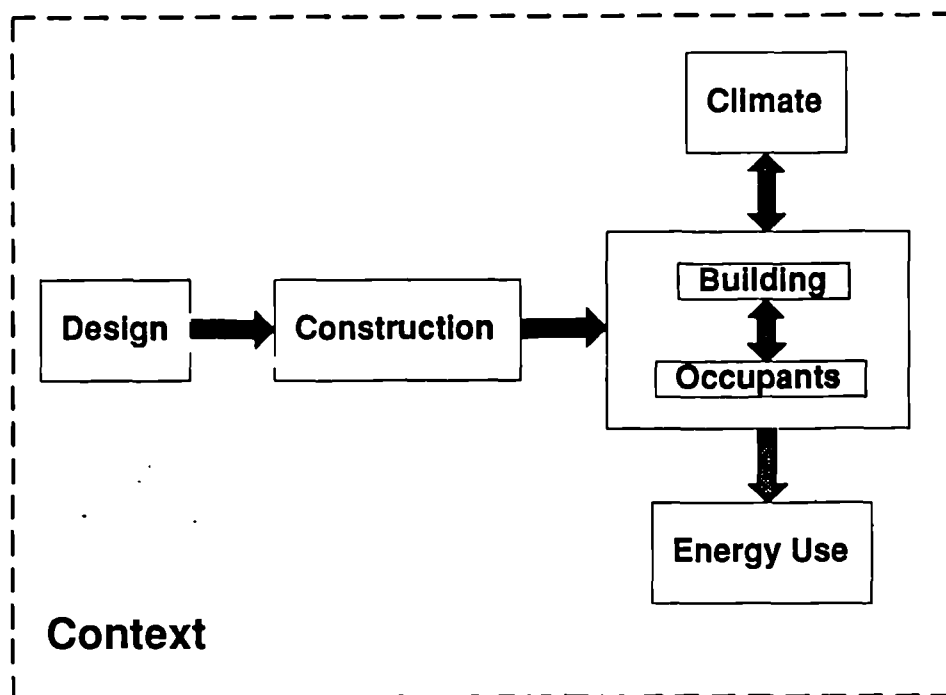 Climate
Building
Design
Construction
Occupants
Energy Use
Context